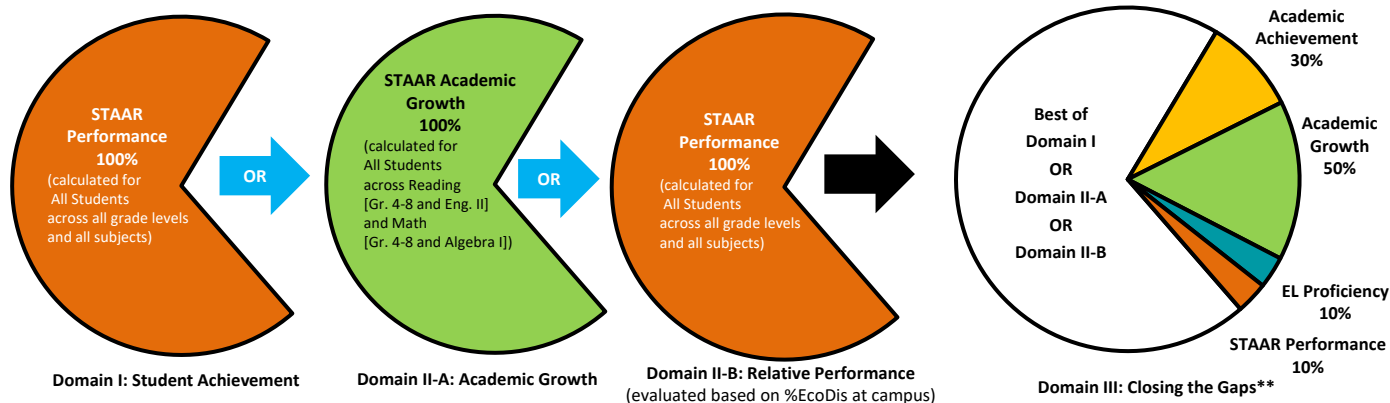 STAAR
Performance
100%
(calculated for
All Students
across all grade levels
and all subjects)
Domain I: Student Achievement
OR
STAAR Academic
Growth
100%
(calculated for
All Students
across Reading
[Gr. 4-8 and Eng. II]
and Math
[Gr. 4-8 and Algebra I])
Domain II-A: Academic Growth
OR
STAAR
Performance
100%
(calculated for
All Students
across all grade levels
and all subjects)
Domain II-B: Relative Performance
(evaluated based on %EcoDis at campus)
Best of
Domain I
OR
Domain II-A
OR
Domain II-B
Academic
Achievement
30%
Academic
Growth
50%
EL Proficiency
10%
STAAR Performance
10%
Domain III: Closing the Gaps**